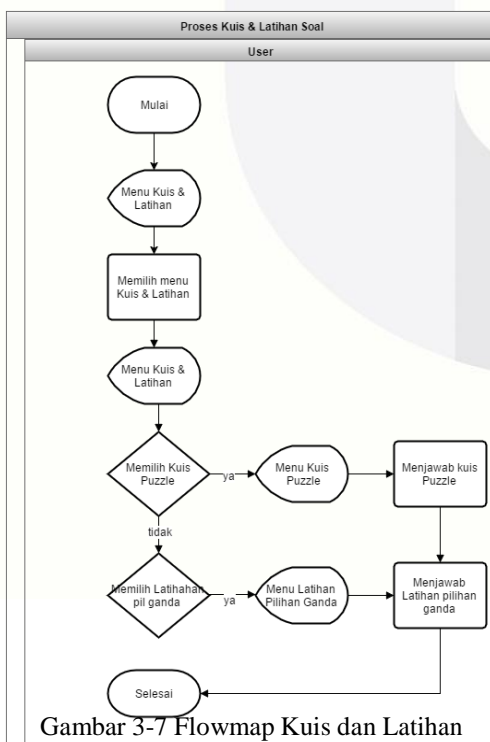 Proses Kuis & Latihan Soal
User
Mulai
Menu Kuis &
Latihan
Memilih menu
Kuis & Latihan
Menu Kuis &
Latihan
Memilih Kuis
Puzzle
ya
Menu Kuis
Puzzle
Menjawab kuis
Puzzle
tidak
Memilih Latihahan
pil ganda
ya
Menu Latihan
Pilihan Ganda
Menjawab
Latihan pilihan
ganda
Selesai
Gambar 3-7 Flowmap Kuis dan Latihan